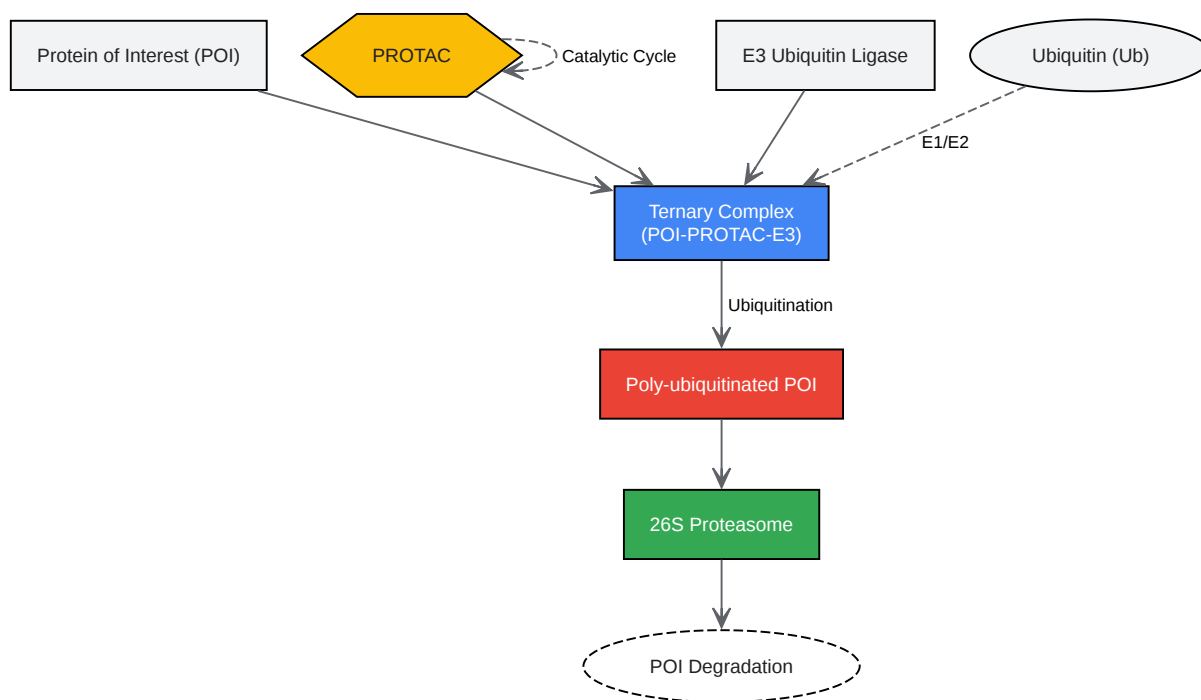 Protein of Interest (POI)
PROTAC
Catalytic Cycle
E3 Ubiquitin Ligase
Ubiquitin (Ub)
E1/E2
Ternary Complex
(POI-PROTAC-E3)
Ubiquitination
Poly-ubiquitinated POI
26S Proteasome
POI Degradation